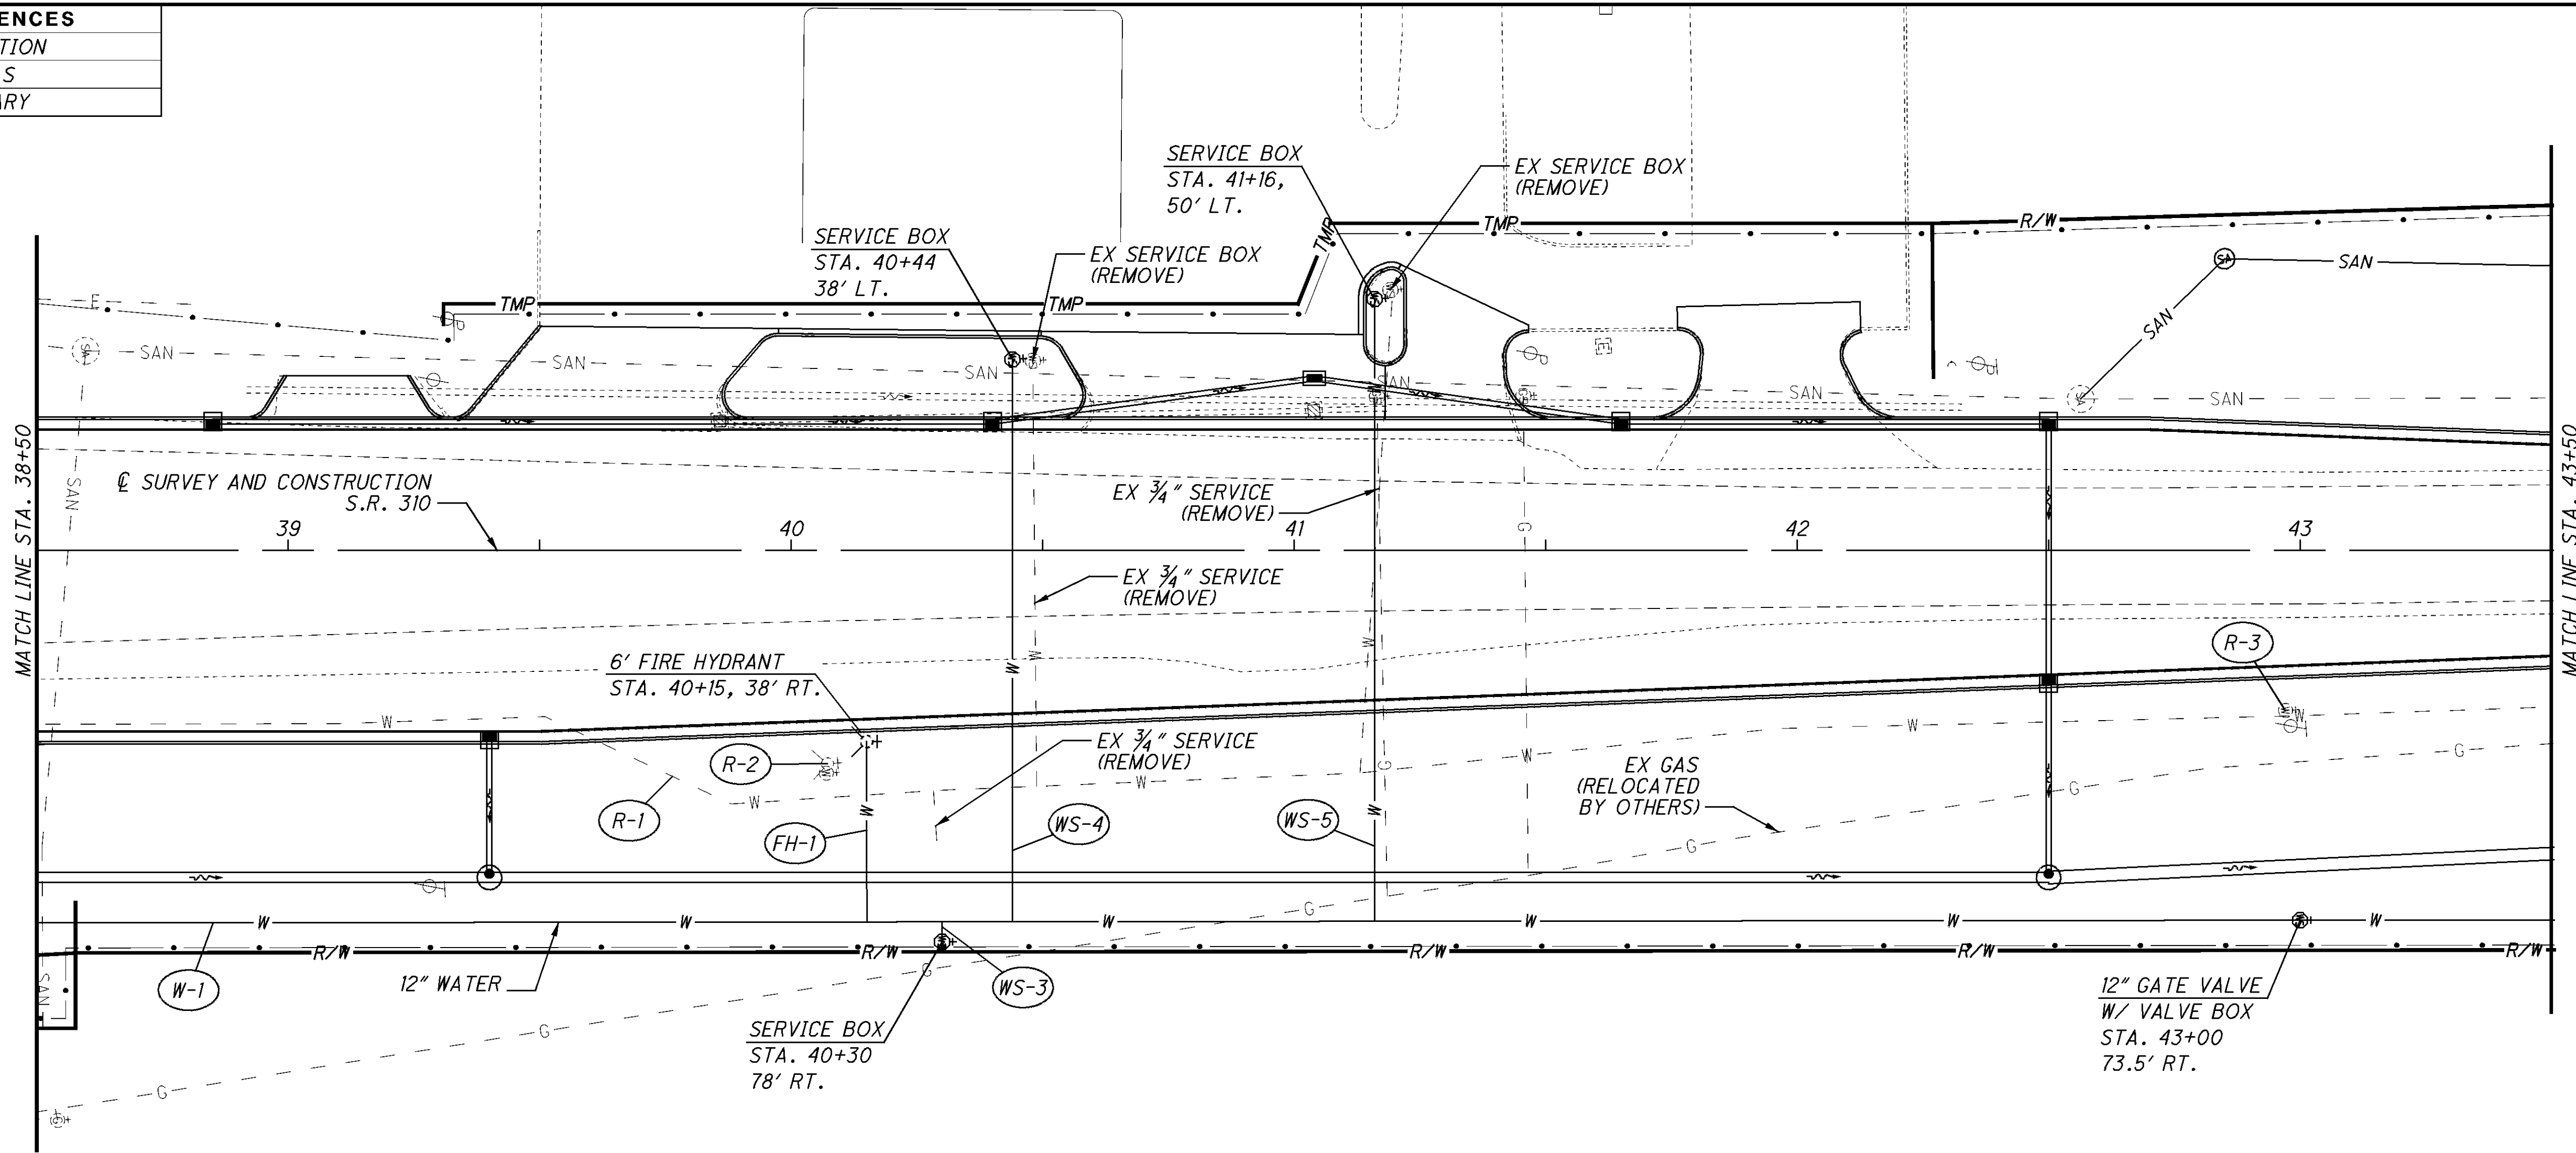 ENCES
TION
S
ARY
SERVICE BOX
STA. 41+16,
50' LT.
EX SERVICE BOX
(REMOVE)
SERVICE BOX
STA. 40+44
38' LT.
EX SERVICE BOX
(REMOVE)
TMP
TMP
TMP
TMP
TMP
R/W
E
SAN
SAN
SAN
SAN
SAN
SAN
SAN
SAN
SAN
SAN
MATCH LINE STA. 38+50
MATCH LINE STA. 43+50
℄ SURVEY AND CONSTRUCTION
S.R. 310
EX 3/4" SERVICE
(REMOVE)
G
39
40
41
42
43
EX 3/4" SERVICE
(REMOVE)
6' FIRE HYDRANT
STA. 40+15, 38' RT.
W
W
W
R-3
W
W
W
W
W
W
R-2
EX 3/4" SERVICE
(REMOVE)
R-1
FH-1
W
WS-4
WS-5
W
G
EX GAS
(RELOCATED
BY OTHERS)
G
G
G
G
W
W
W
W
W
W
R/W
R/W
R/W
R/W
R/W
SAN
W-1
12" WATER
WS-3
G
G
G
SERVICE BOX
STA. 40+30
78' RT.
12" GATE VALVE
W/ VALVE BOX
STA. 43+00
73.5' RT.